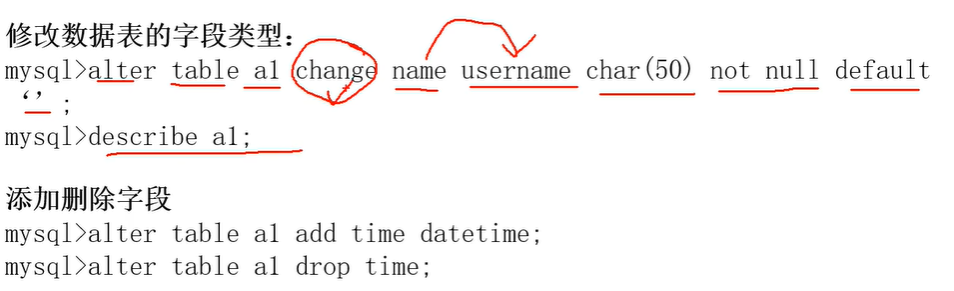 修改数据表的字段类型：
mysql>alter table a1 change name username char(50) not null default
‘’;
mysql>describe a1;
添加删除字段
mysql>alter table a1 add time datetime;
mysql>alter table a1 drop time;